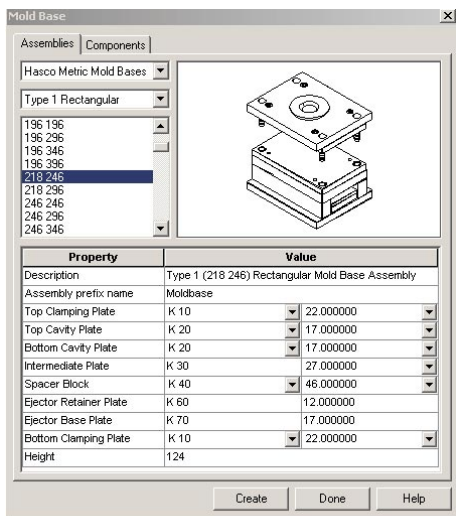 Mold Base
Assemblies Components
Hasco Metric Mold Bases
Type 1 Rectangular
196 196
196 296
196 346
196 396
218 246
218 296
246 246
246 296
246 346
Property Value
Description Type 1 (218 246) Rectangular Mold Base Assembly
Assembly prefix name Moldbase
Top Clamping Plate K 10 22.000000
Top Cavity Plate K 20 17.000000
Bottom Cavity Plate K 20 17.000000
Intermediate Plate K 30 27.000000
Spacer Block K 40 46.000000
Ejector Retainer Plate K 60 12.000000
Ejector Base Plate K 70 17.000000
Bottom Clamping Plate K 10 22.000000
Height 124
Create Done Help